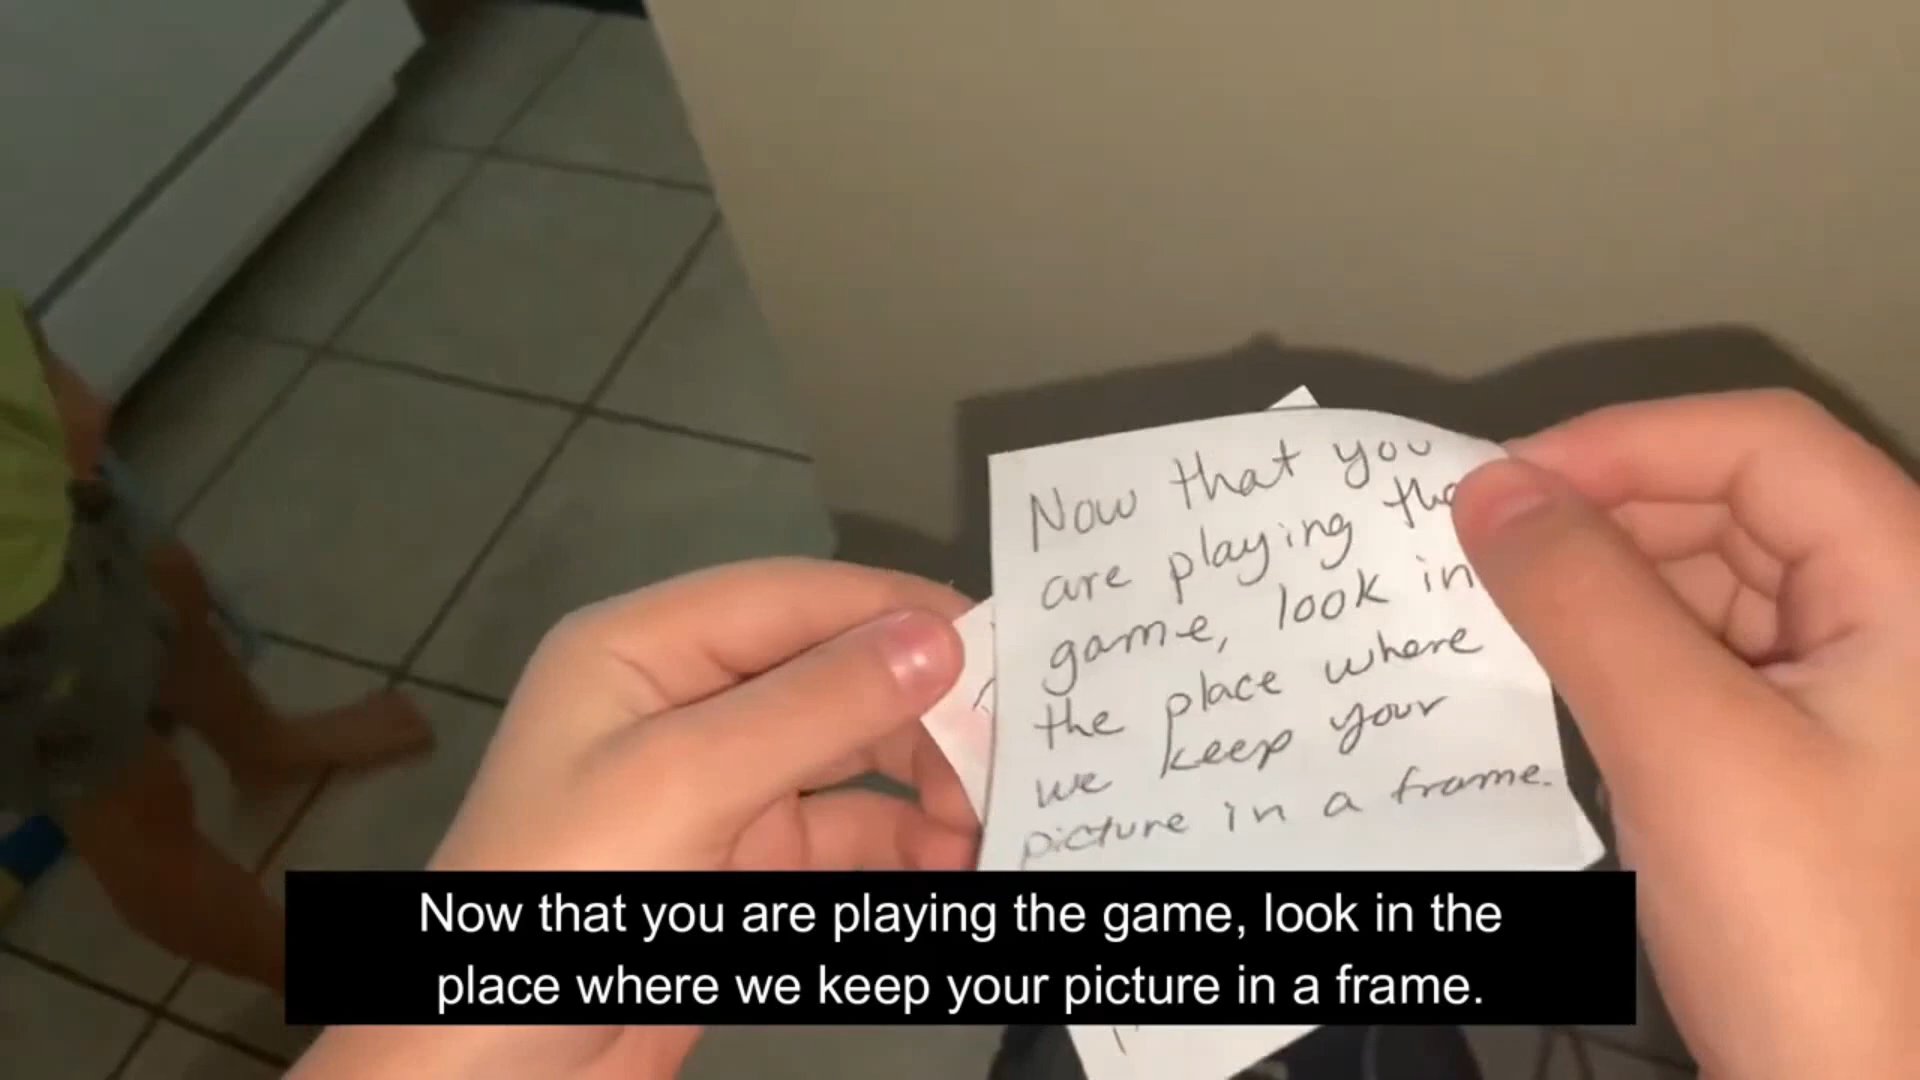 Now that you
are playing the
game, look in
the place where
we keep your
picture in a frame.
Now that you are playing the game, look in the
place where we keep your picture in a frame.